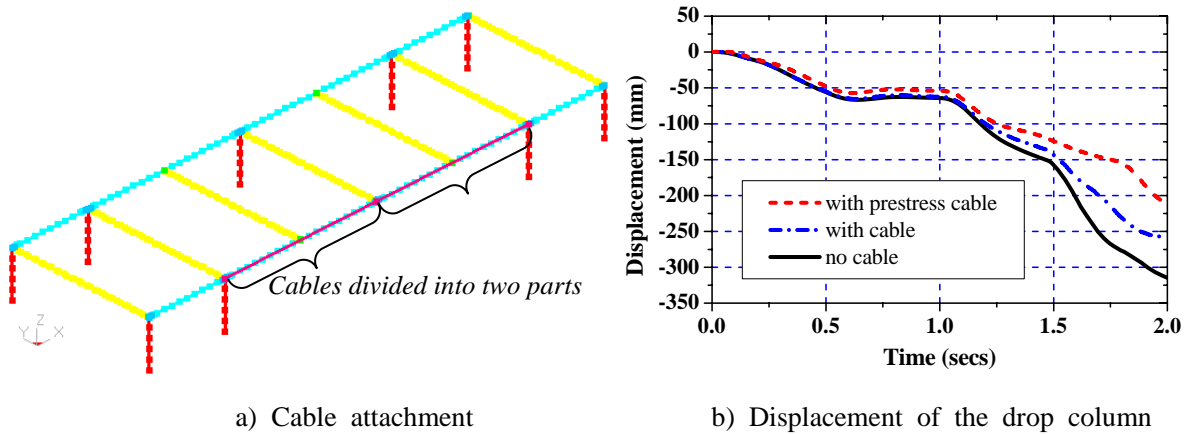 Cables divided into two parts
Z
Y X
a) Cable attachment
50
0
-50
-100
-150
-200
-250
-300
-350
Displacement (mm)
with prestress cable
with cable
no cable
0.0 0.5 1.0 1.5 2.0
Time (secs)
b) Displacement of the drop column